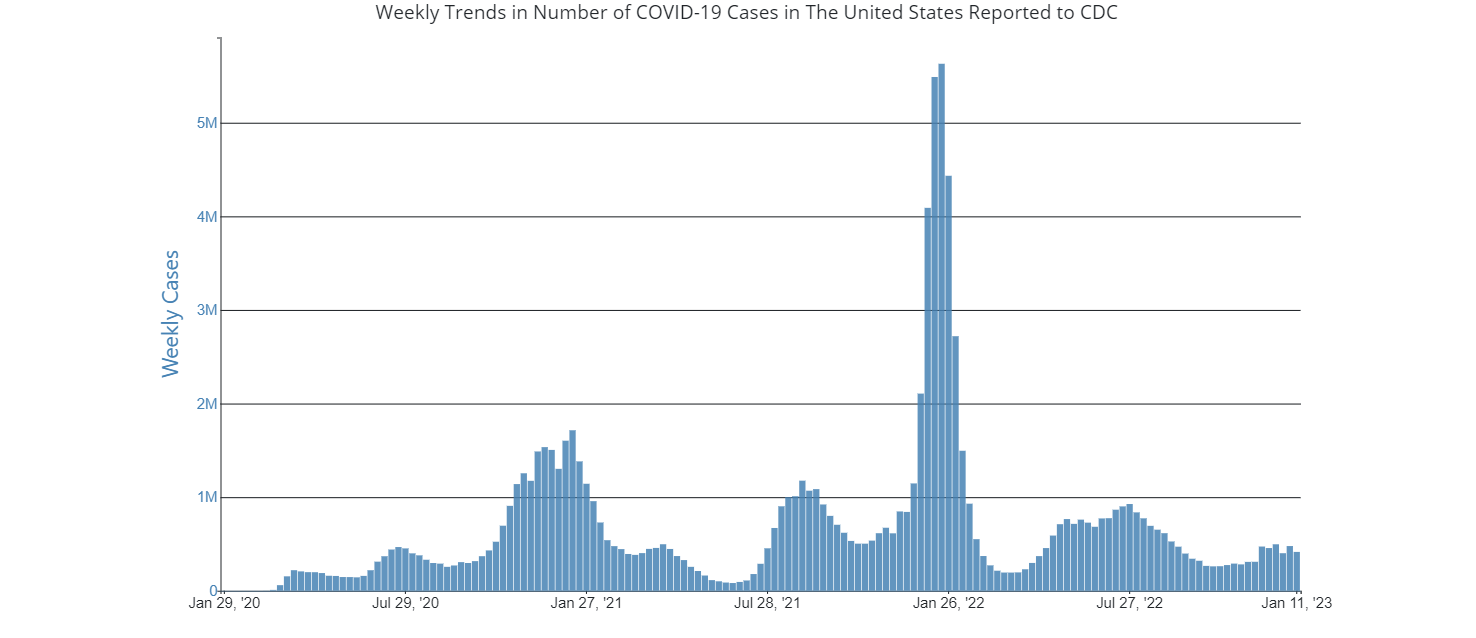 Weekly Trends in Number of COVID-19 Cases in The United States Reported to CDC
Weekly Cases
5M
4M
3M
2M
1M
0
Jan 29, '20 Jul 29, '20 Jan 27, '21 Jul 28, '21 Jan 26, '22 Jul 27, '22 Jan 11, '23